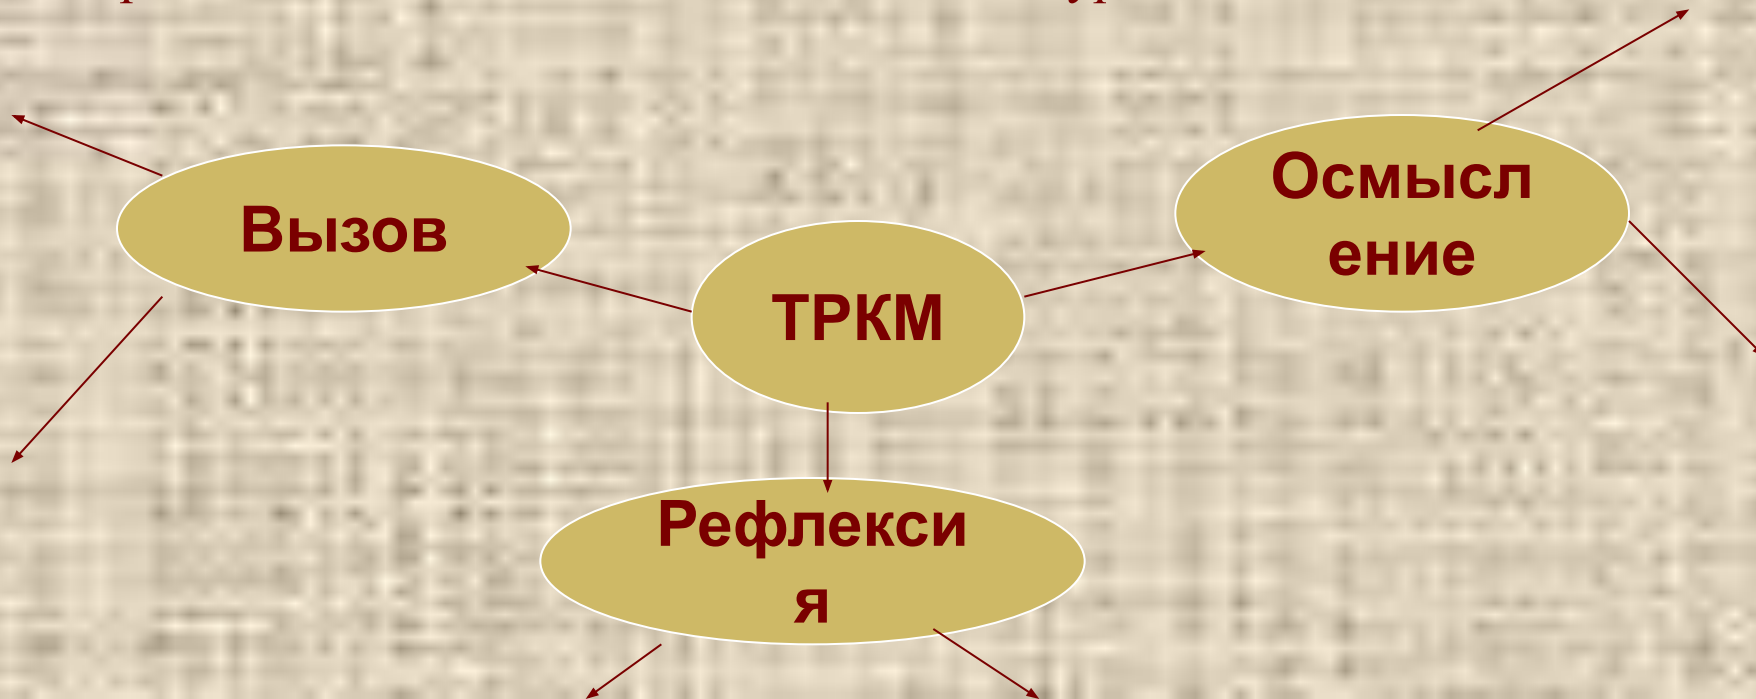 Вызов
Осмысл
ение
ТРКМ
Рефлекси
я